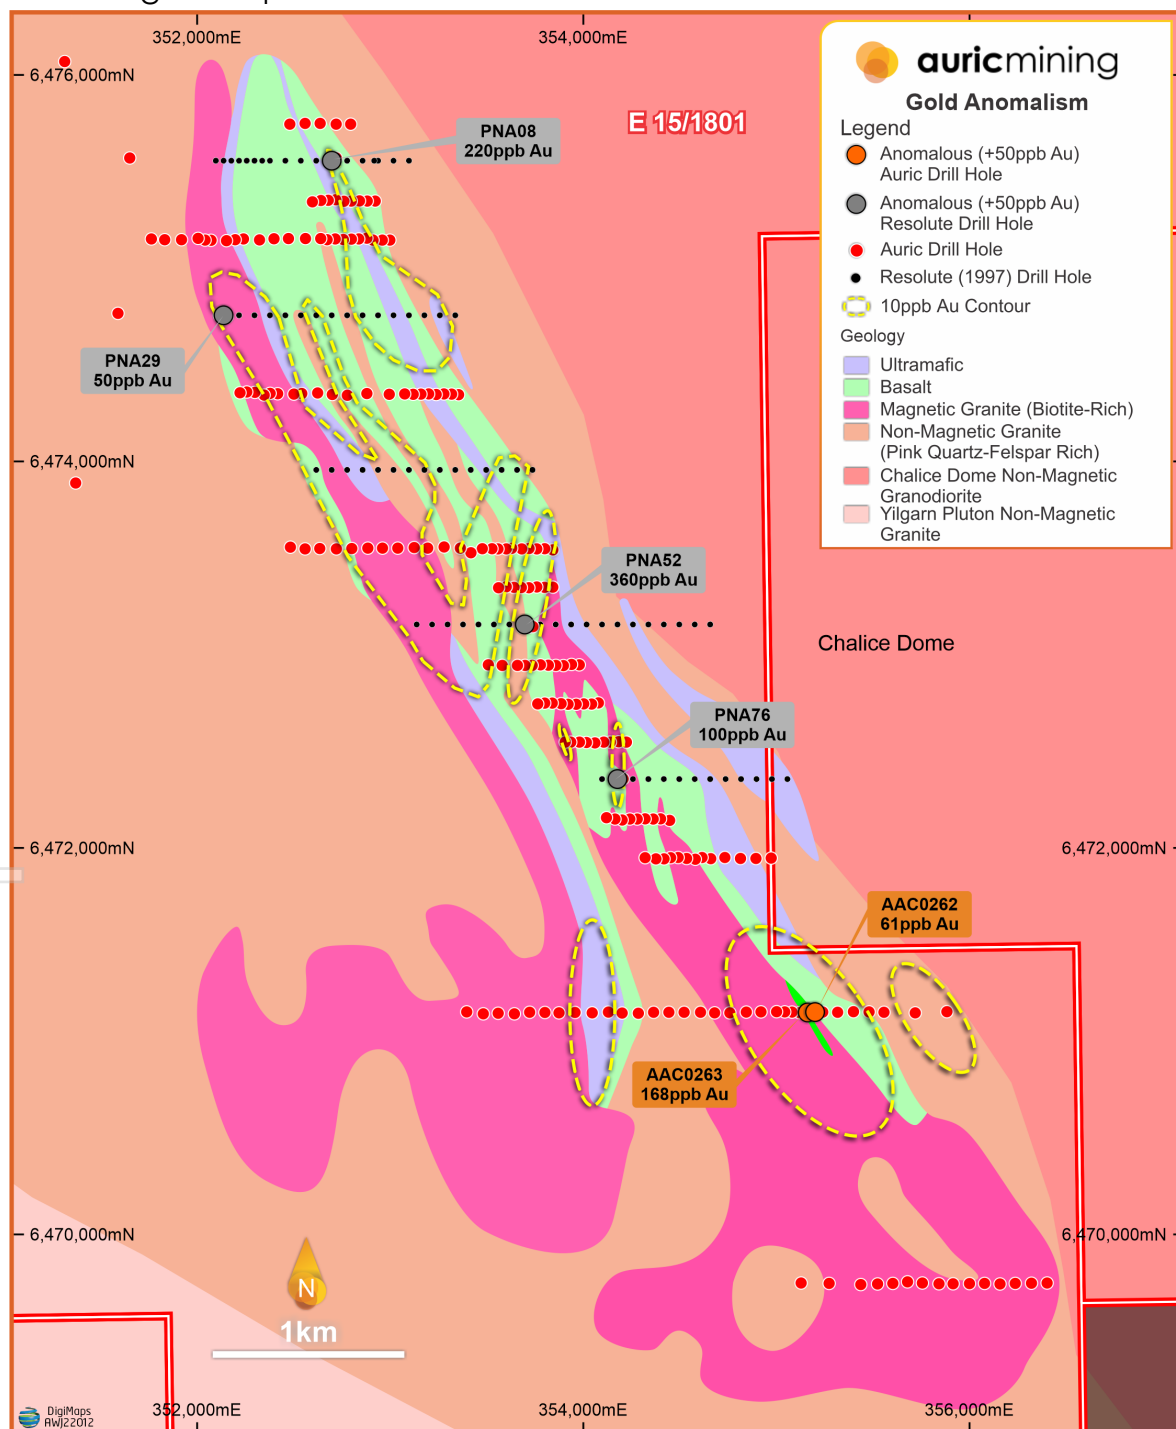 352,000mE
354,000mE
6,476,000mN
auricmining
Gold Anomalism
Legend
Anomalous (+50ppb Au)
Auric Drill Hole
Anomalous (+50ppb Au)
Resolute Drill Hole
Auric Drill Hole
Resolute (1997) Drill Hole
10ppb Au Contour
Geology
Ultramafic
Basalt
Magnetic Granite (Biotite-Rich)
Non-Magnetic Granite
(Pink Quartz-Felspar Rich)
Chalice Dome Non-Magnetic
Granodiorite
Yilgarn Pluton Non-Magnetic
Granite
E 15/1801
PNA08
220ppb Au
PNA29
50ppb Au
6,474,000mN
PNA52
360ppb Au
Chalice Dome
PNA76
100ppb Au
6,472,000mN
6,472,000mN
AAC0262
61ppb Au
AAC0263
168ppb Au
6,470,000mN
6,470,000mN
N
1km
DigiMaps
AWJ22012
352,000mE
354,000mE
356,000mE